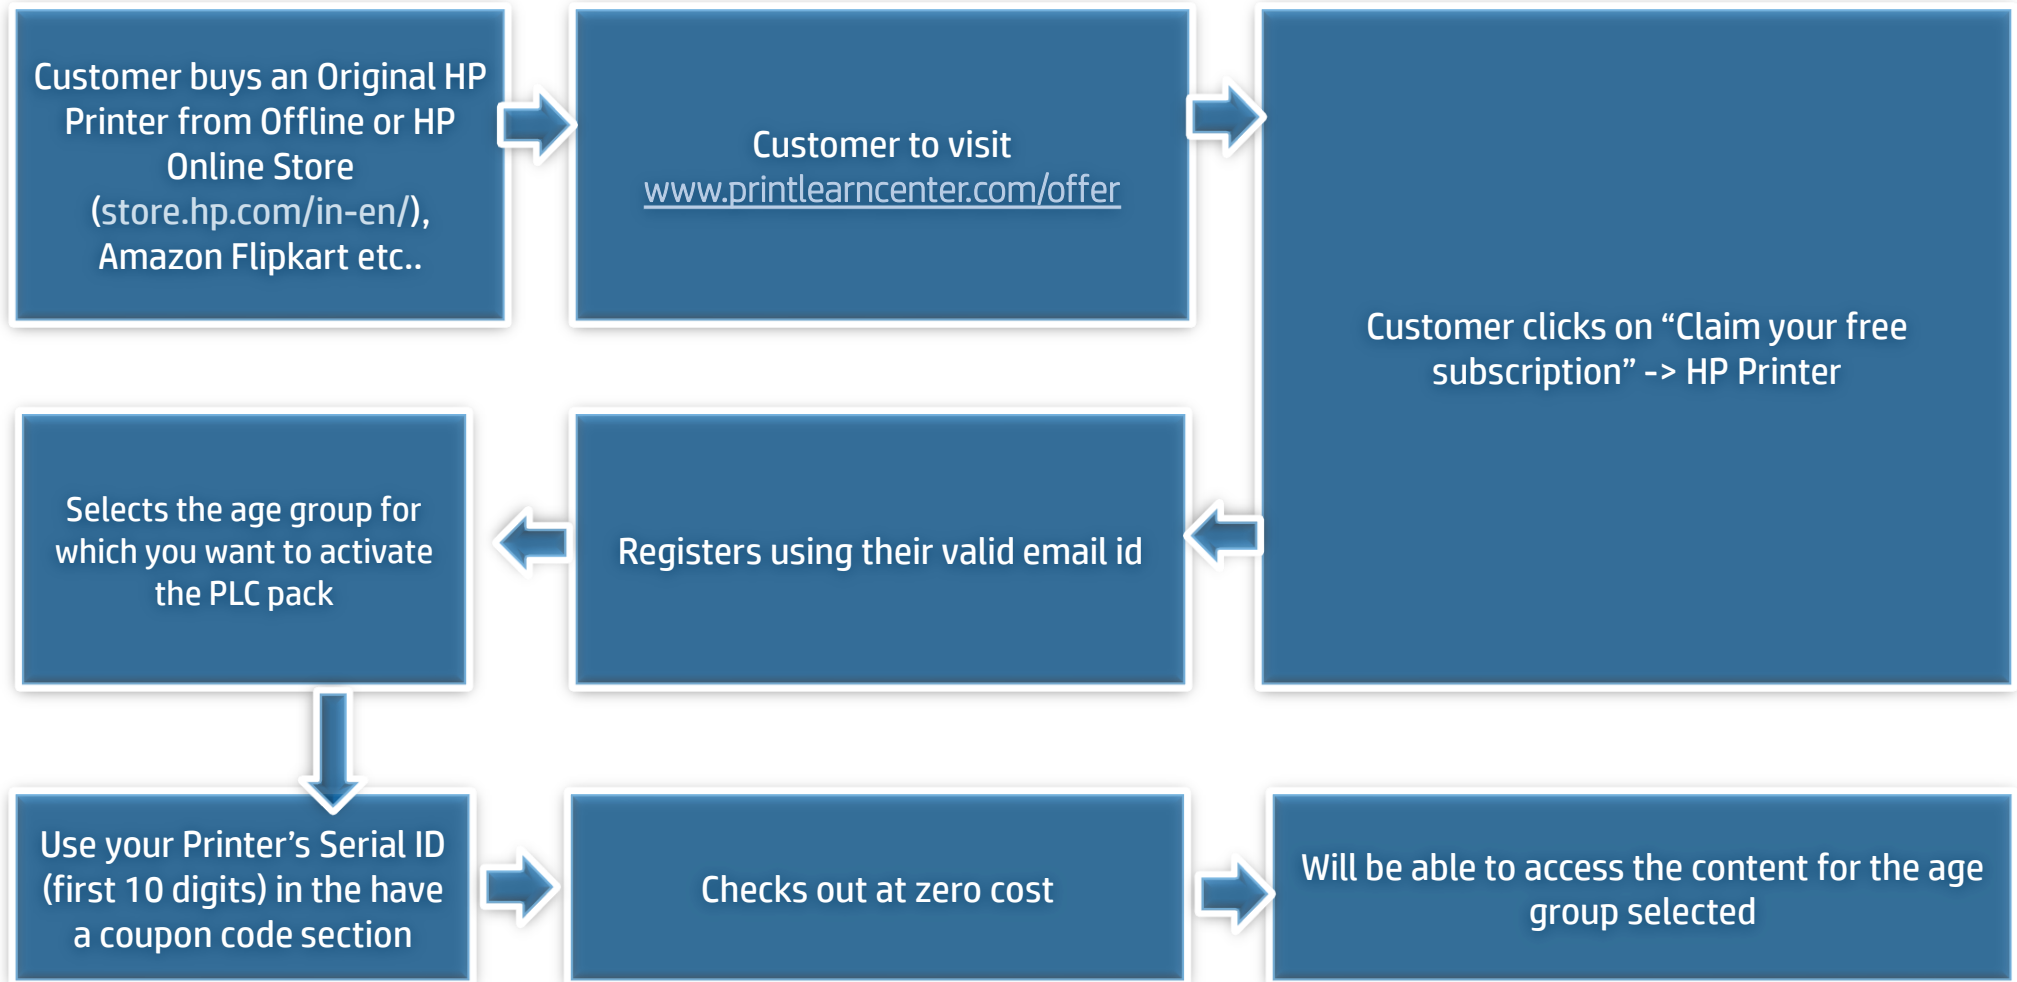 Customer buys an Original HP
Printer from Offline or HP
Online Store
(store.hp.com/in-en/),
Amazon Flipkart etc..
Customer to visit
www.printlearncenter.com/offer
Customer clicks on “Claim your free
subscription” -> HP Printer
Registers using their valid email id
Selects the age group for
which you want to activate
the PLC pack
Use your Printer’s Serial ID
(first 10 digits) in the have
a coupon code section
Checks out at zero cost
Will be able to access the content for the age
group selected